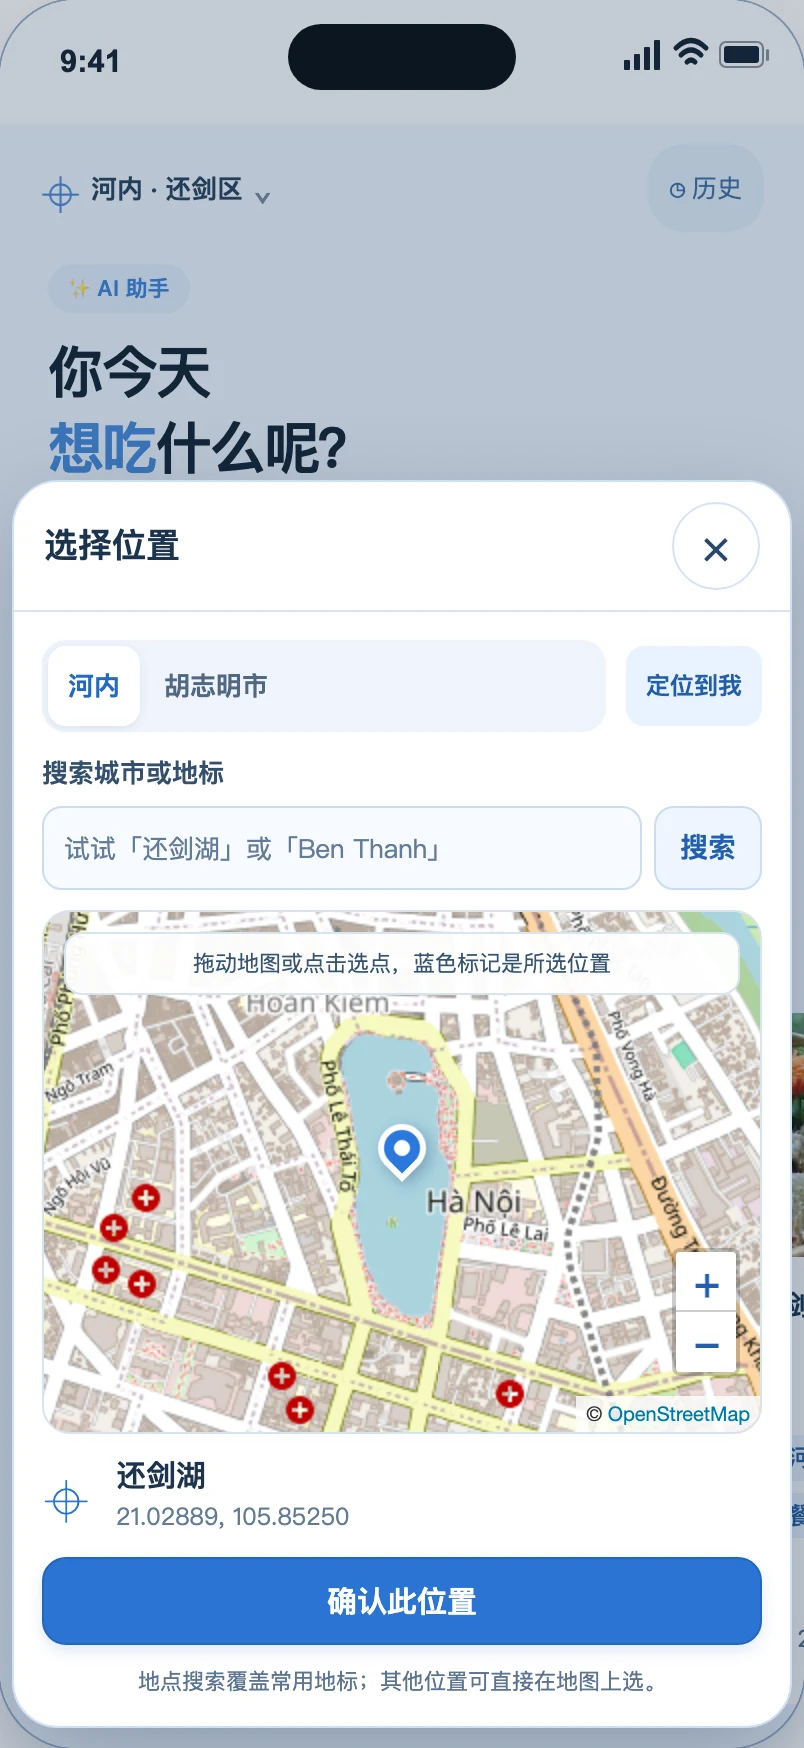 9:41
河内 · 还剑区
历史
✨ AI 助手
你今天
想吃什么呢?
选择位置
河内
胡志明市
定位到我
搜索城市或地标
试试「还剑湖」或「Ben Thanh」
搜索
拖动地图或点击选点，蓝色标记是所选位置
Hoàn Kiếm
Phố Vọng Hà
Ngõ Trạm
Phố Lê Thái Tổ
Ngõ Hội Vũ
Hà Nội
Phố Lê Lai
+
−
© OpenStreetMap
还剑湖
21.02889, 105.85250
确认此位置
地点搜索覆盖常用地标；其他位置可直接在地图上选。